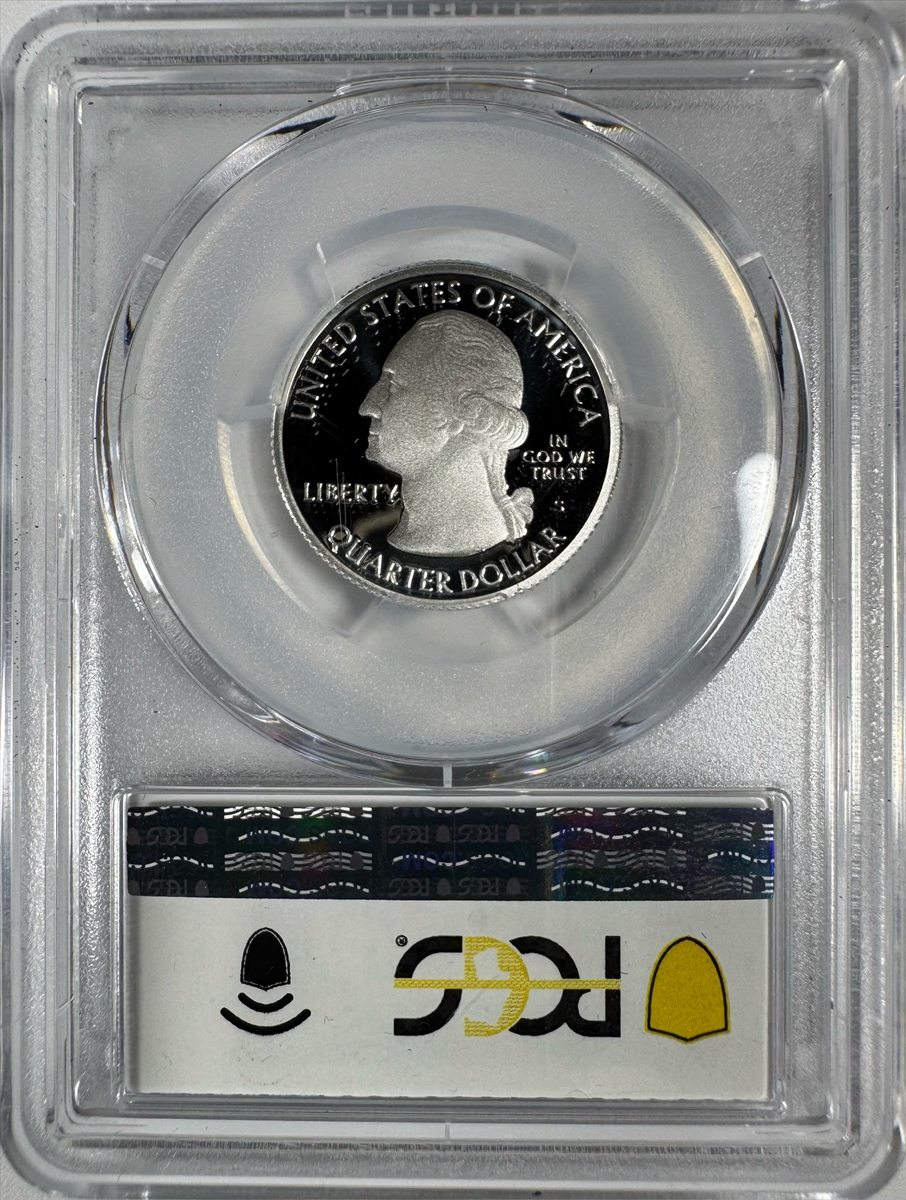 UNITED STATES OF AMERICA
IN
GOD WE
TRUST
LIBERTY
S
QUARTER DOLLAR
PCGS
®